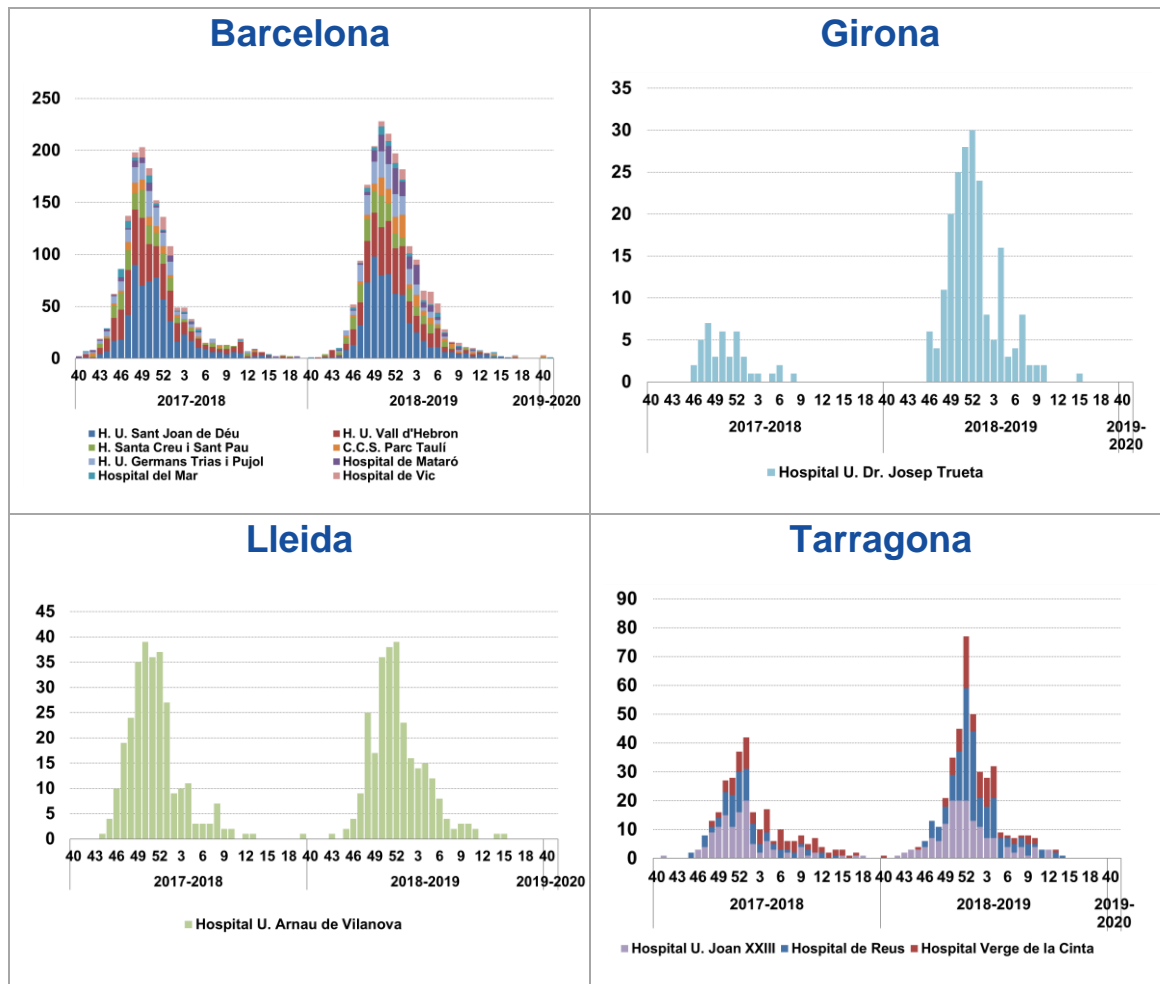 Barcelona
250
200
150
100
50
0
40 43 46 49 52 3 6 9 12 15 18 40 43 46 49 52 3 6 9 12 15 18 40
2017-2018 2018-2019 2019-2020
H. U. Sant Joan de Déu H. U. Vall d'Hebron
H. Santa Creu i Sant Pau C.C.S. Parc Taulí
H. U. Germans Trias i Pujol Hospital de Mataró
Hospital del Mar Hospital de Vic
Girona
35
30
25
20
15
10
5
0
40 43 46 49 52 3 6 9 12 15 18 40 43 46 49 52 3 6 9 12 15 18 40
2017-2018 2018-2019 2019-
2020
Hospital U. Dr. Josep Trueta
Lleida
45
40
35
30
25
20
15
10
5
0
40 43 46 49 52 3 6 9 12 15 18 40 43 46 49 52 3 6 9 12 15 18 40
2017-2018 2018-2019 2019-2020
Hospital U. Arnau de Vilanova
Tarragona
90
80
70
60
50
40
30
20
10
0
40 43 46 49 52 3 6 9 12 15 18 40 43 46 49 52 3 6 9 12 15 18 40
2017-2018 2018-2019 2019-
2020
Hospital U. Joan XXIII Hospital de Reus Hospital Verge de la Cinta